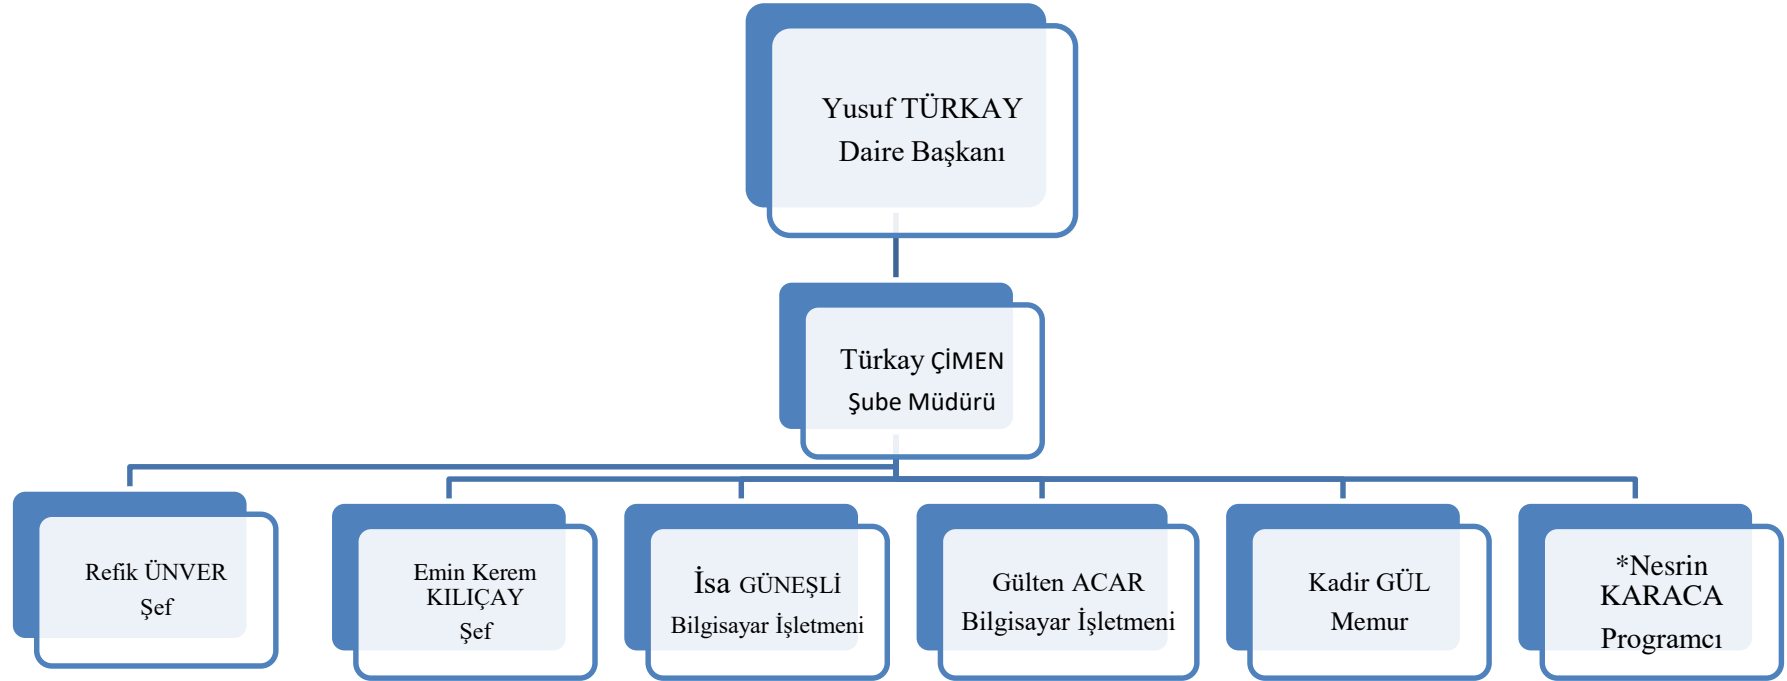 Yusuf TÜRKAY
Daire Başkanı
Türkay ÇİMEN
Şube Müdürü
Refik ÜNVER
Şef
Emin Kerem
KILIÇAY
Şef
İsa GÜNEŞLİ
Bilgisayar İşletmeni
Gülten ACAR
Bilgisayar İşletmeni
Kadir GÜL
Memur
*Nesrin
KARACA
Programcı